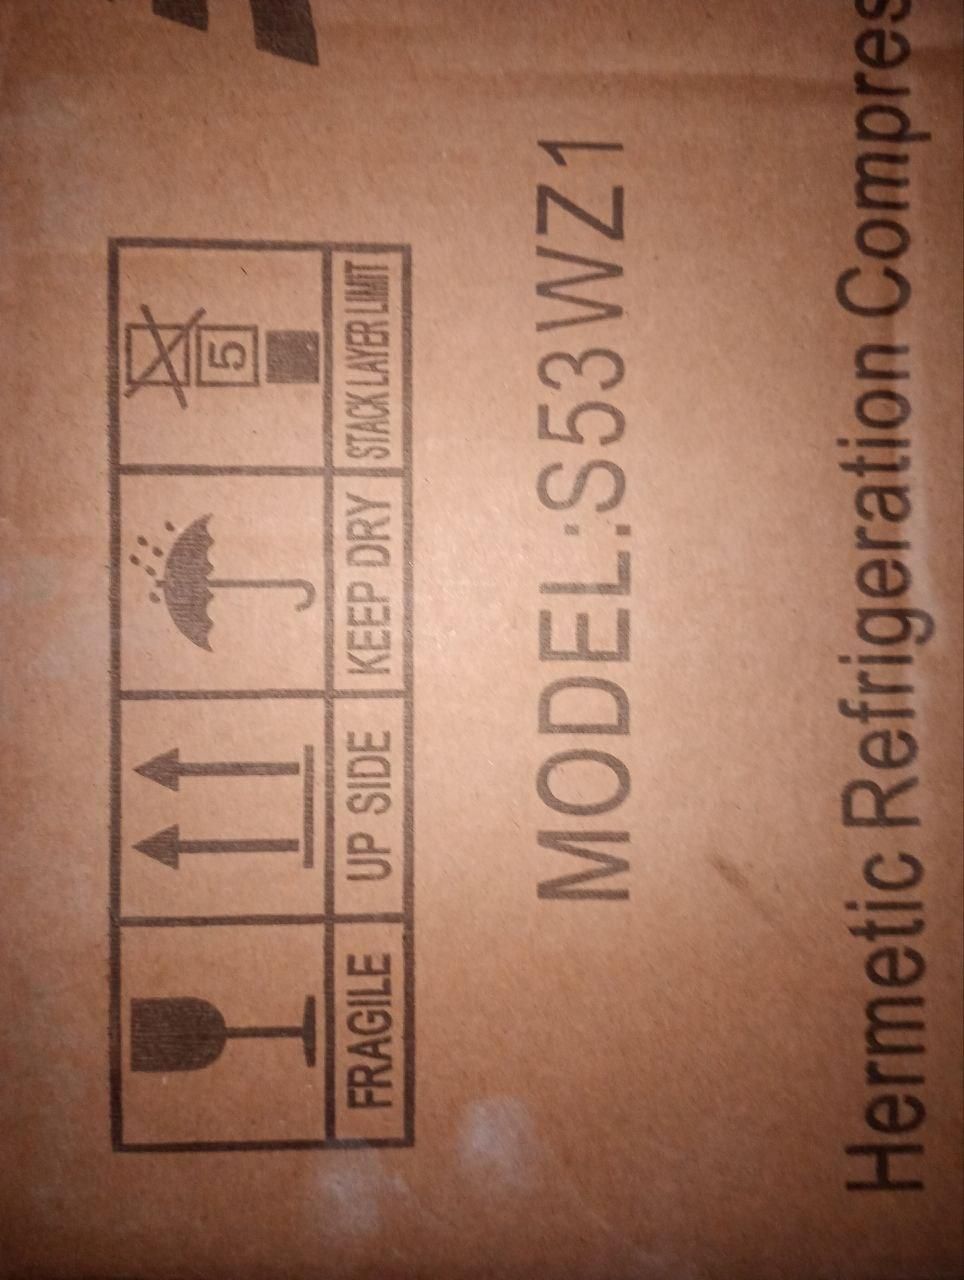 5
FRAGILE UP SIDE KEEP DRY STACK LAYER LIMIT
MODEL:S53WZ1
Hermetic Refrigeration Compres